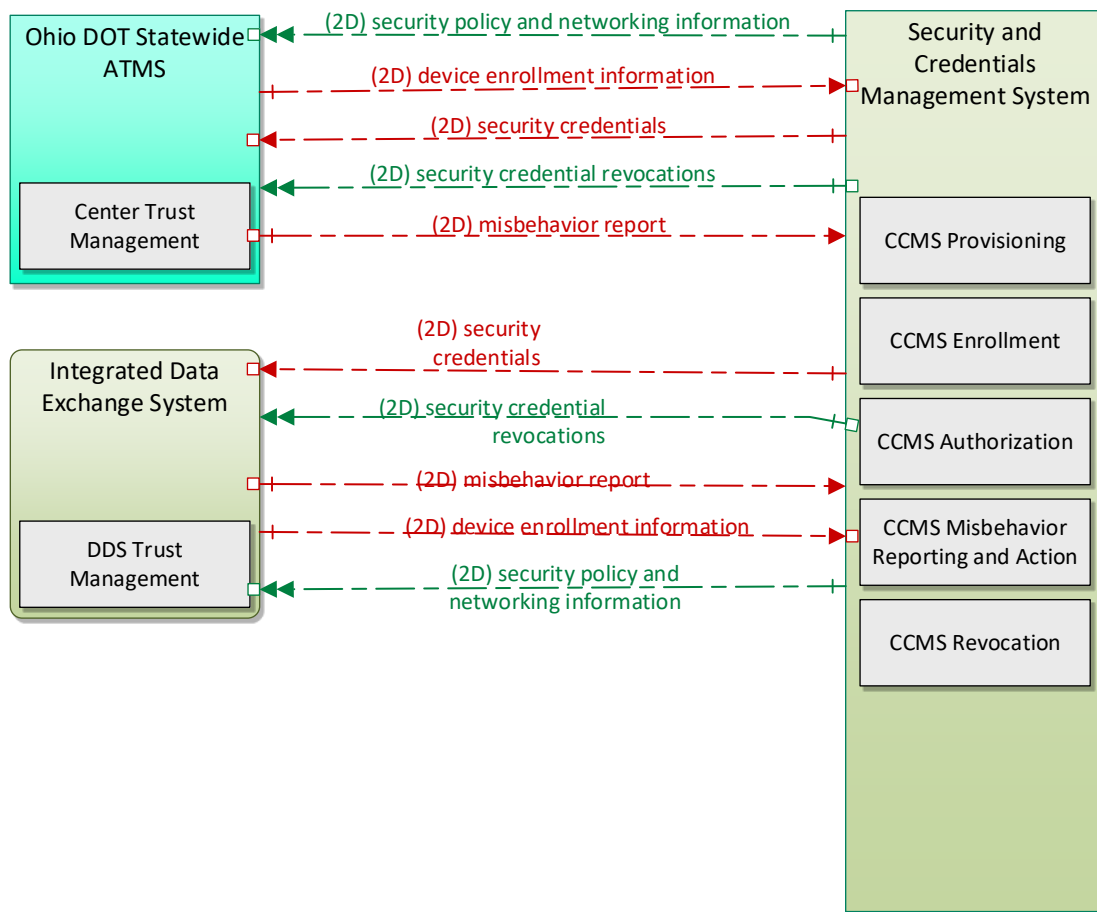 Ohio DOT Statewide
ATMS
Center Trust
Management
(2D) security policy and networking information
(2D) device enrollment information
(2D) security credentials
(2D) security credential revocations
(2D) misbehavior report
Integrated Data
Exchange System
DDS Trust
Management
(2D) security
credentials
(2D) security credential
revocations
(2D) misbehavior report
(2D) device enrollment information
(2D) security policy and
networking information
Security and
Credentials
Management System
CCMS Provisioning
CCMS Enrollment
CCMS Authorization
CCMS Misbehavior
Reporting and Action
CCMS Revocation